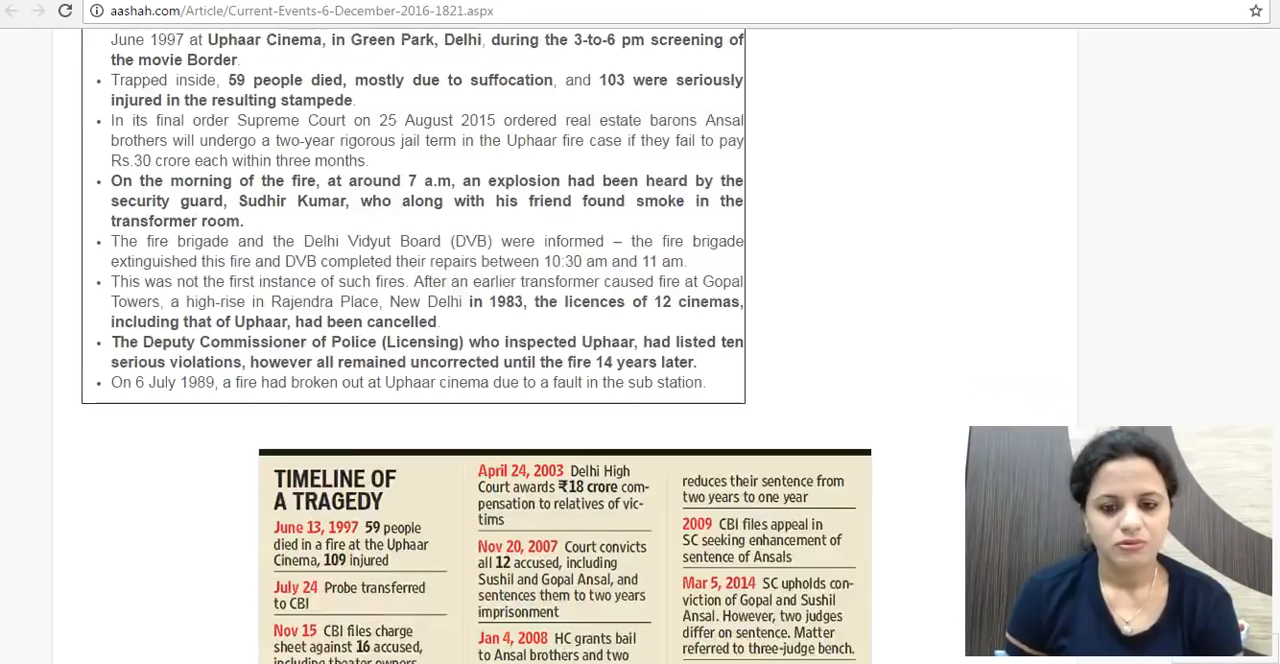 aashah.com/Article/Current-Events-6-December-2016-1821.aspx
June 1997 at Uphaar Cinema, in Green Park, Delhi, during the 3-to-6 pm screening of
the movie Border.
• Trapped inside, 59 people died, mostly due to suffocation, and 103 were seriously
injured in the resulting stampede.
• In its final order Supreme Court on 25 August 2015 ordered real estate barons Ansal
brothers will undergo a two-year rigorous jail term in the Uphaar fire case if they fail to pay
Rs.30 crore each within three months.
• On the morning of the fire, at around 7 a.m, an explosion had been heard by the
security guard, Sudhir Kumar, who along with his friend found smoke in the
transformer room.
• The fire brigade and the Delhi Vidyut Board (DVB) were informed – the fire brigade
extinguished this fire and DVB completed their repairs between 10:30 am and 11 am.
• This was not the first instance of such fires. After an earlier transformer caused fire at Gopal
Towers, a high-rise in Rajendra Place, New Delhi in 1983, the licences of 12 cinemas,
including that of Uphaar, had been cancelled.
• The Deputy Commissioner of Police (Licensing) who inspected Uphaar, had listed ten
serious violations, however all remained uncorrected until the fire 14 years later.
• On 6 July 1989, a fire had broken out at Uphaar cinema due to a fault in the sub station.
TIMELINE OF
A TRAGEDY
June 13, 1997 59 people
died in a fire at the Uphaar
Cinema, 109 injured
July 24 Probe transferred
to CBI
Nov 15 CBI files charge
sheet against 16 accused,
including theater owners
April 24, 2003 Delhi High
Court awards ₹18 crore com-
pensation to relatives of vic-
tims
Nov 20, 2007 Court convicts
all 12 accused, including
Sushil and Gopal Ansal, and
sentences them to two years
imprisonment
Jan 4, 2008 HC grants bail
to Ansal brothers and two
reduces their sentence from
two years to one year
2009 CBI files appeal in
SC seeking enhancement of
sentence of Ansals
Mar 5, 2014 SC upholds con-
viction of Gopal and Sushil
Ansal. However, two judges
differ on sentence. Matter
referred to three-judge bench.